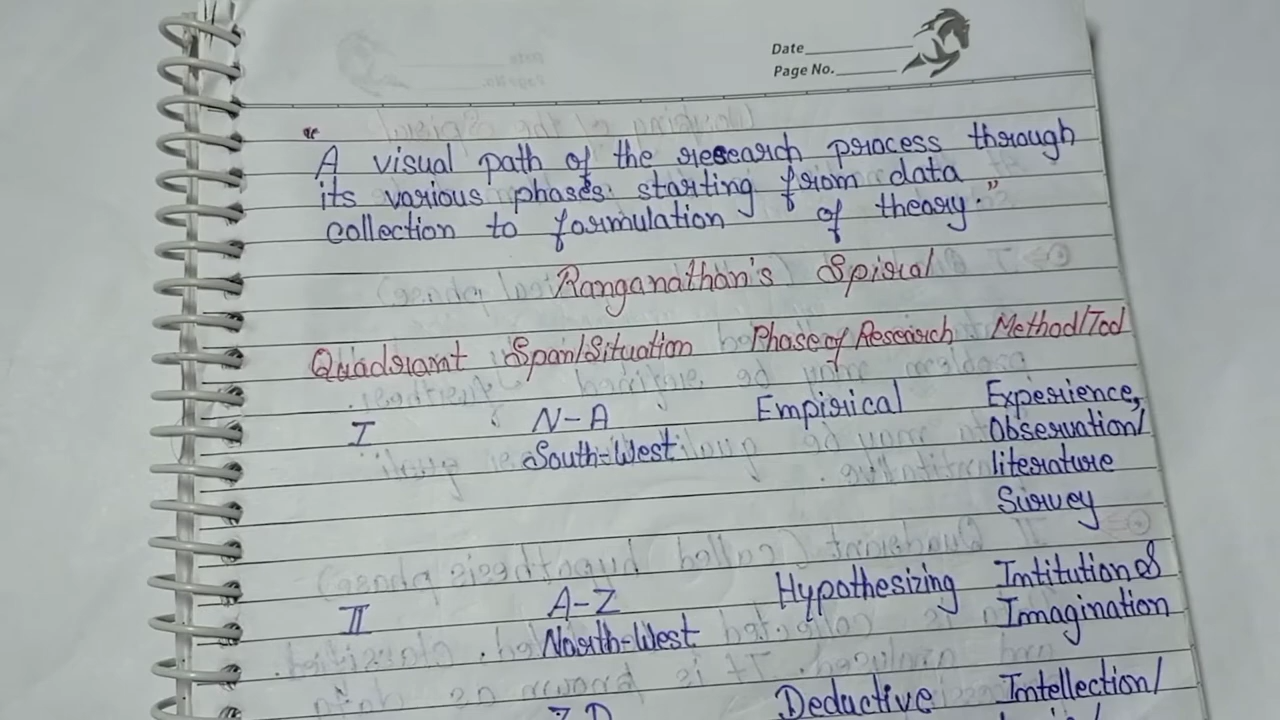 Date
Page No.
"A visual path of the research process through
its various phases: starting from data
collection to formulation of theory."
Ranganathan's Spiral
Quadrant Span/Situation Phase of Research Method/Tool
I N-A Empirical Experience,
South-West Observation/
literature
Survey
II A-Z Hypothesizing Intitution &
North-West Imagination
Deductive Intellection/